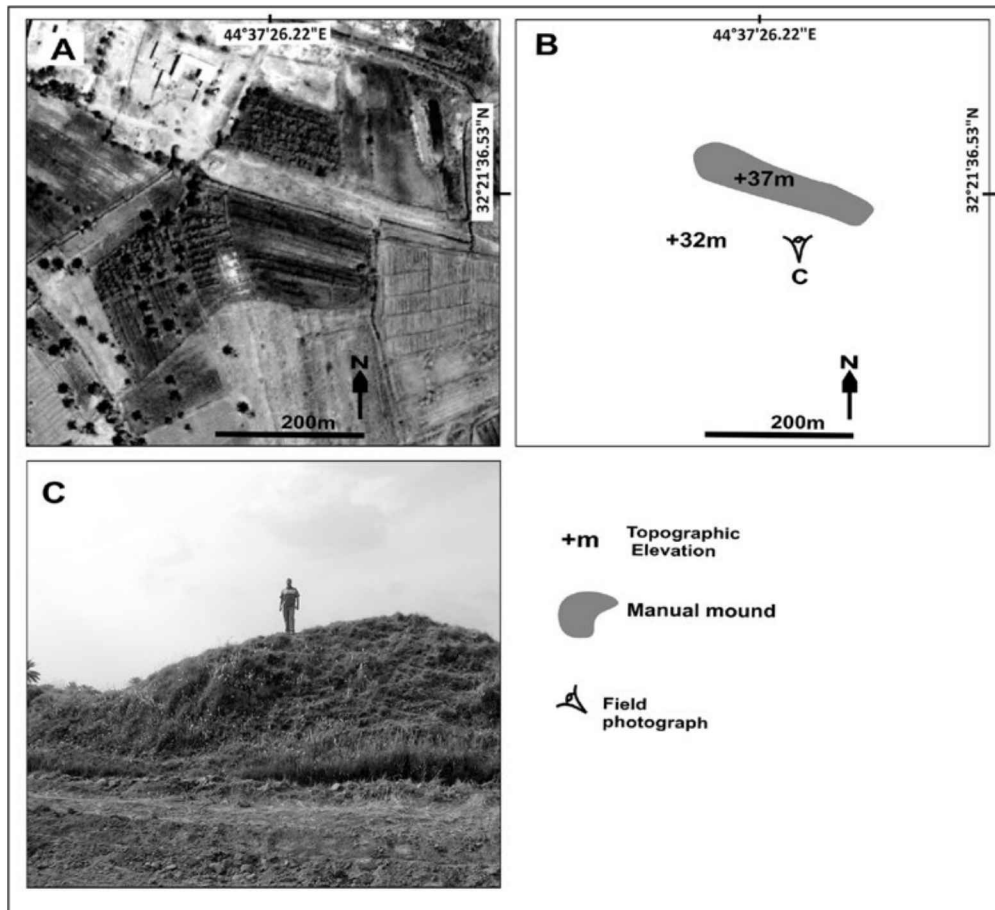 A
44°37'26.22"E
32°21'36.53"N
N
200m
B
44°37'26.22"E
32°21'36.53"N
+37m
+32m
C
N
200m
C
+m Topographic
Elevation
Manual mound
Field
photograph